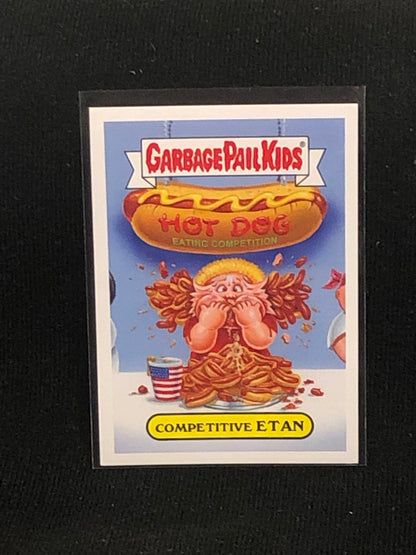 GARBAGE PAIL KIDS
HOT DOG
EATING COMPETITION
COMPETITIVE ETAN